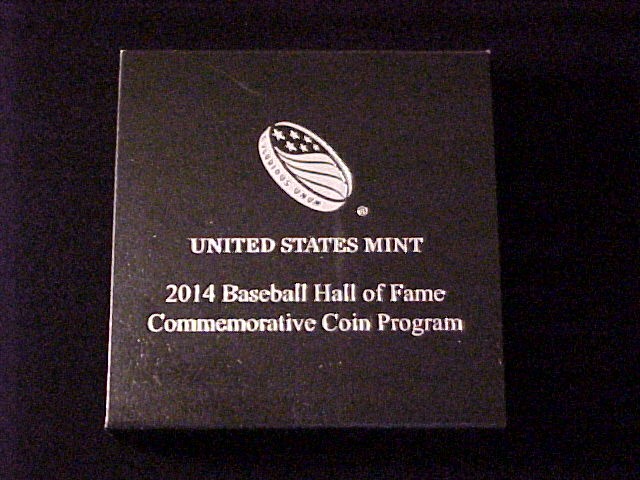 ®
UNITED STATES MINT
2014 Baseball Hall of Fame
Commemorative Coin Program